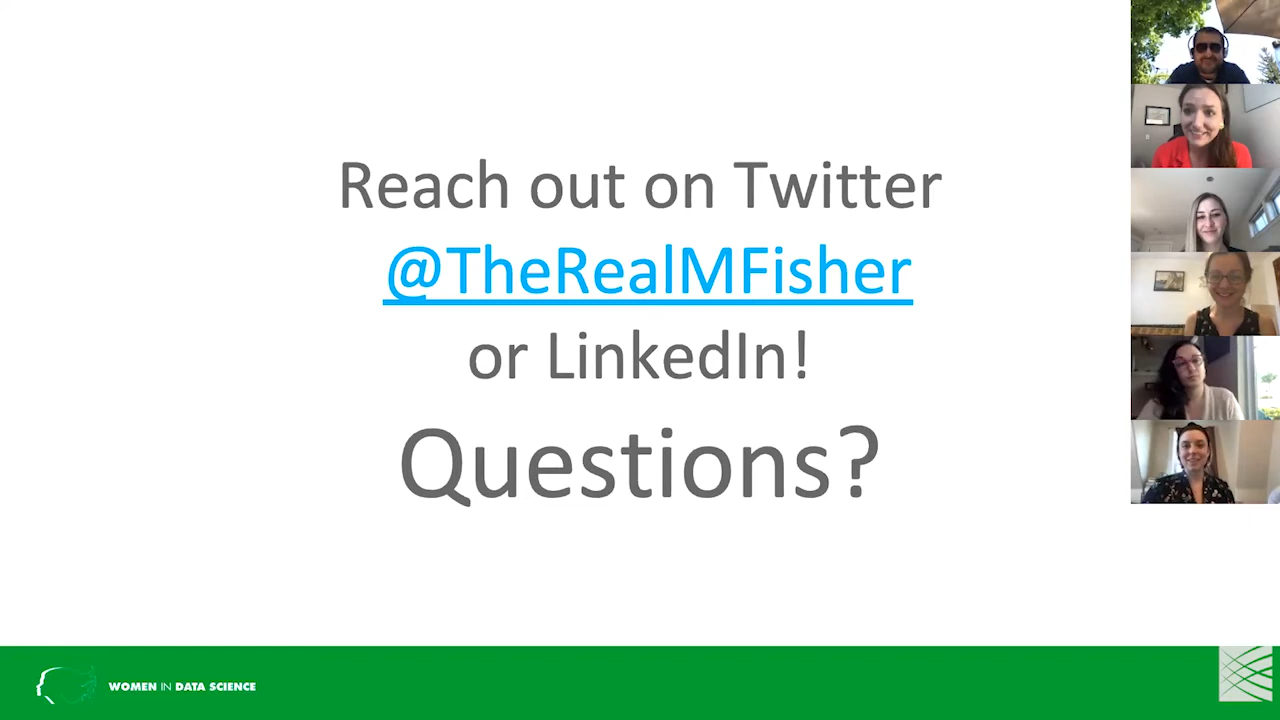 Reach out on Twitter
@TheRealMFisher
or LinkedIn!
Questions?
WOMEN IN DATA SCIENCE